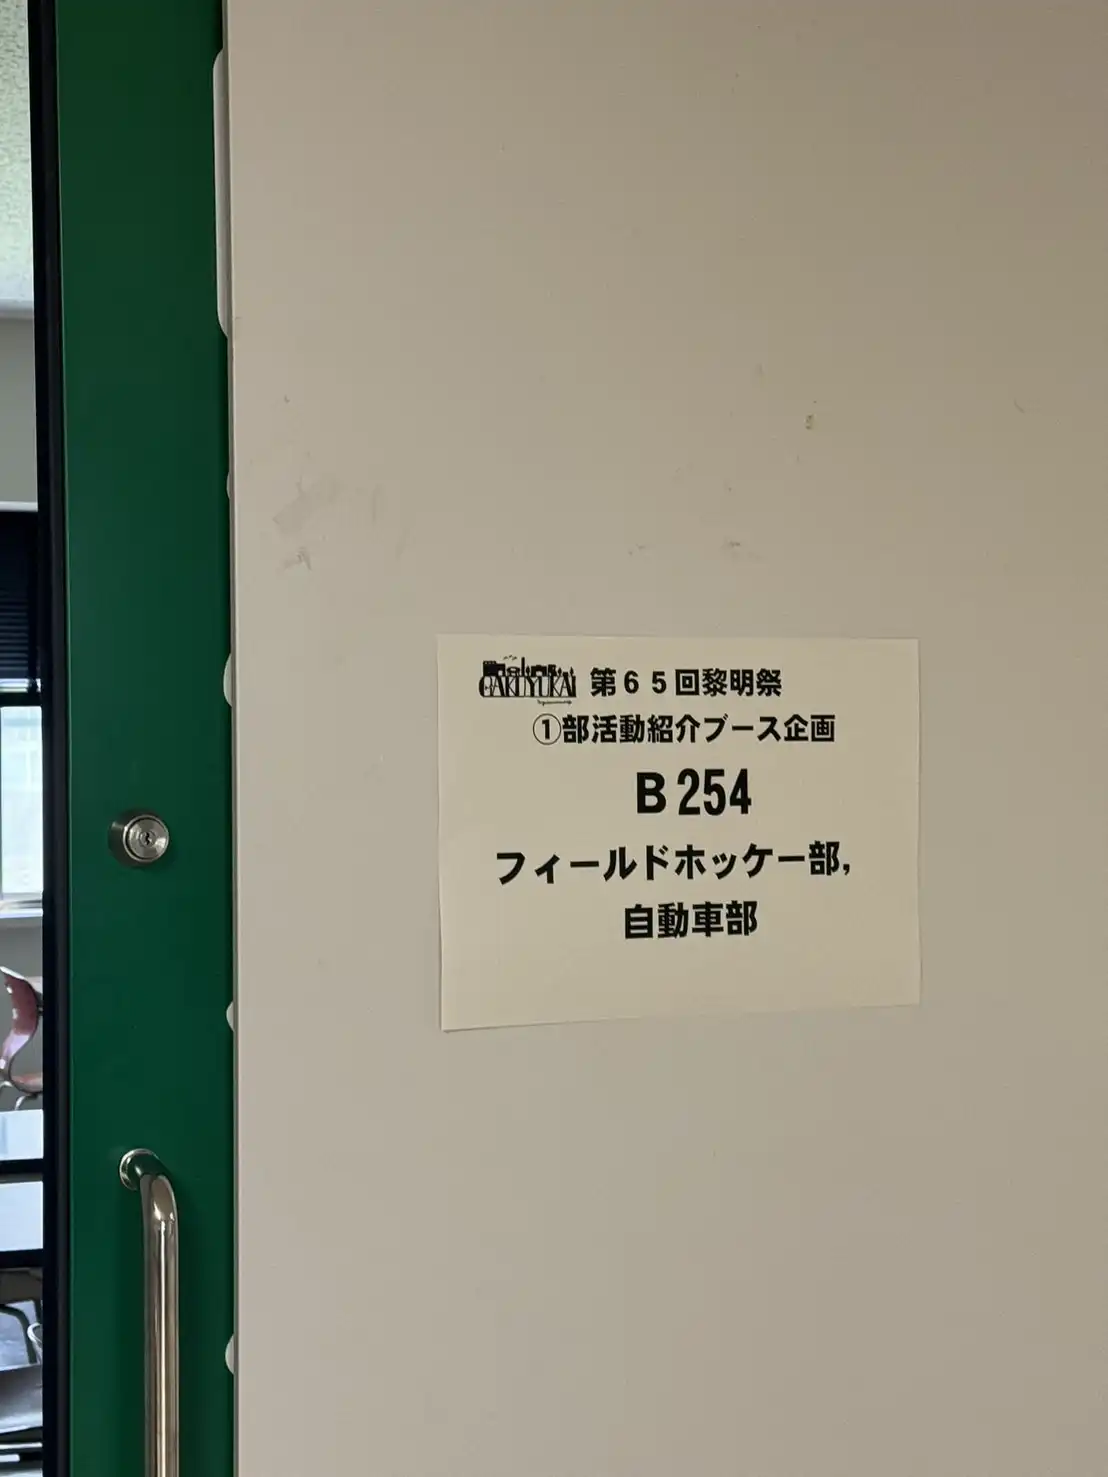 GAKUYUKAI 第65回黎明祭
①部活動紹介ブース企画
B254
フィールドホッケー部,
自動車部